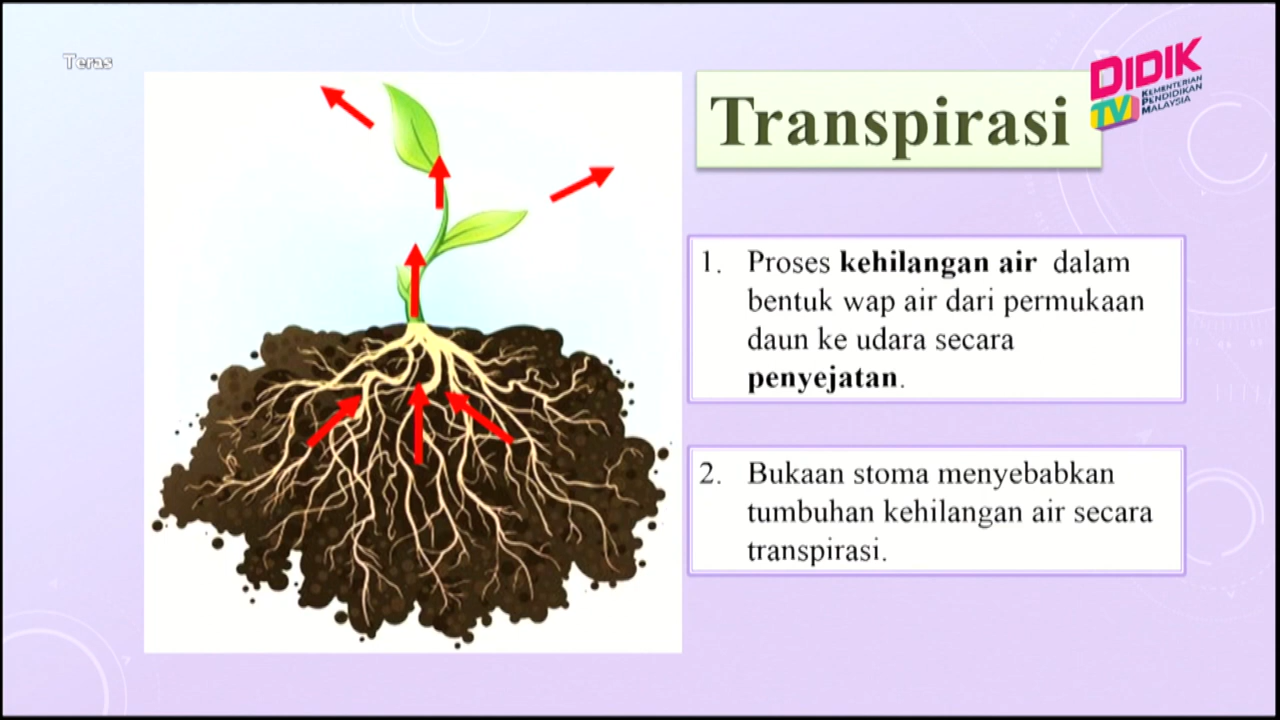 Teras
DIDIK
TV
KEMENTERIAN
PENDIDIKAN
MALAYSIA
Transpirasi
1. Proses kehilangan air dalam
bentuk wap air dari permukaan
daun ke udara secara
penyejatan.
2. Bukaan stoma menyebabkan
tumbuhan kehilangan air secara
transpirasi.